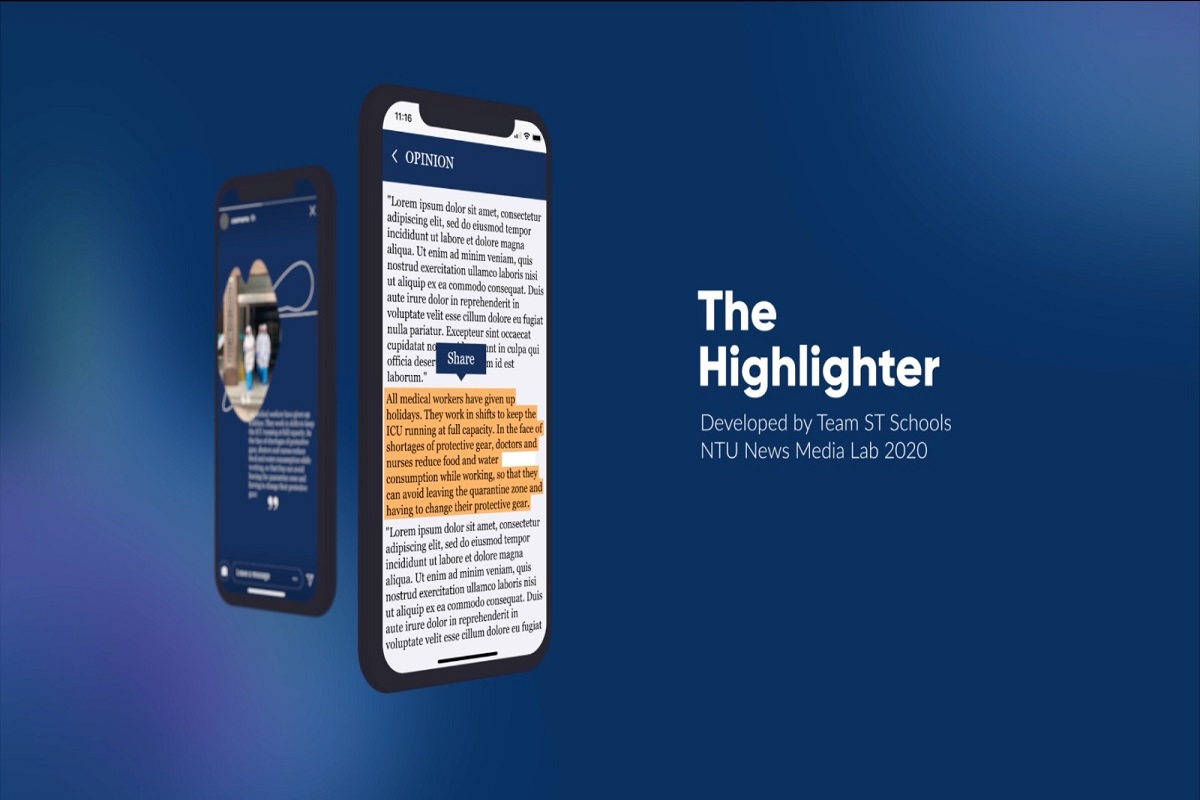 11:16
OPINION
"Lorem ipsum dolor sit amet, consectetur
adipiscing elit, sed do eiusmod tempor
incididunt ut labore et dolore magna
aliqua. Ut enim ad minim veniam, quis
nostrud exercitation ullamco laboris nisi
ut aliquip ex ea commodo consequat. Duis
aute irure dolor in reprehenderit in
voluptate velit esse cillum dolore eu fugiat
nulla pariatur. Excepteur sint occaecat
cupidatat in culpa qui
officia id est
laborum."
Share
All medical workers have given up
holidays. They work in shifts to keep the
ICU running at full capacity. In the face of
shortages of protective gear, doctors and
nurses reduce food and water
consumption while working, so that they
can avoid leaving the quarantine zone and
having to change their protective gear.
"Lorem ipsum dolor sit amet, consectetur
adipiscing elit, sed do eiusmod tempor
incididunt ut labore et dolore magna
aliqua. Ut enim ad minim veniam, quis
nostrud exercitation ullamco laboris nisi
ut aliquip ex ea commodo consequat. Duis
aute irure dolor in reprehenderit in
voluptate velit esse cillum dolore eu fugiat
Leave a message
The
Highlighter
Developed by Team ST Schools
NTU News Media Lab 2020